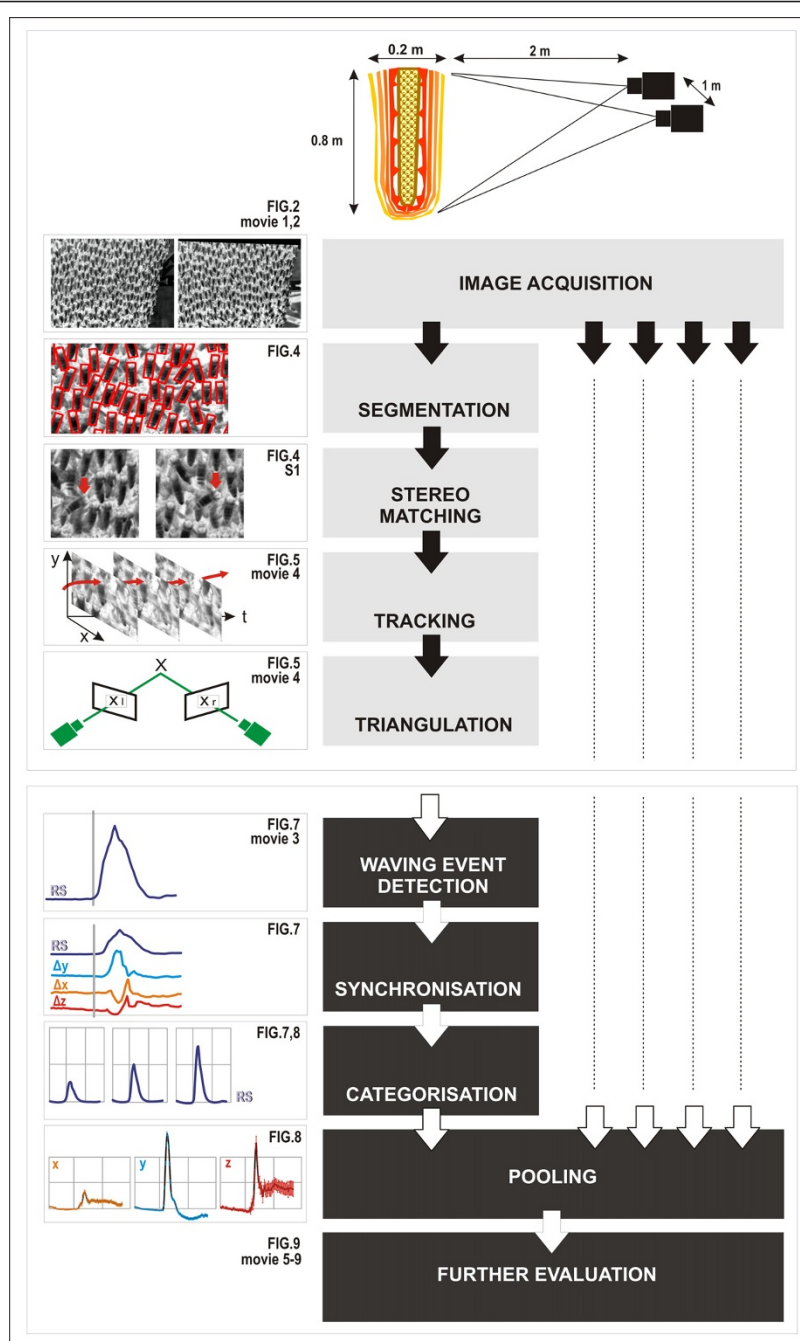 0.2 m
2 m
1 m
0.8 m
FIG.2
movie 1,2
IMAGE ACQUISITION
FIG.4
SEGMENTATION
FIG.4
S1
STEREO
MATCHING
FIG.5
movie 4
y
t
x
TRACKING
FIG.5
movie 4
X
X l
X r
TRIANGULATION
FIG.7
movie 3
RS
WAVING EVENT
DETECTION
FIG.7
RS
Δy
Δx
Δz
SYNCHRONISATION
FIG.7,8
RS
CATEGORISATION
FIG.8
x
y
z
POOLING
FIG.9
movie 5-9
FURTHER EVALUATION